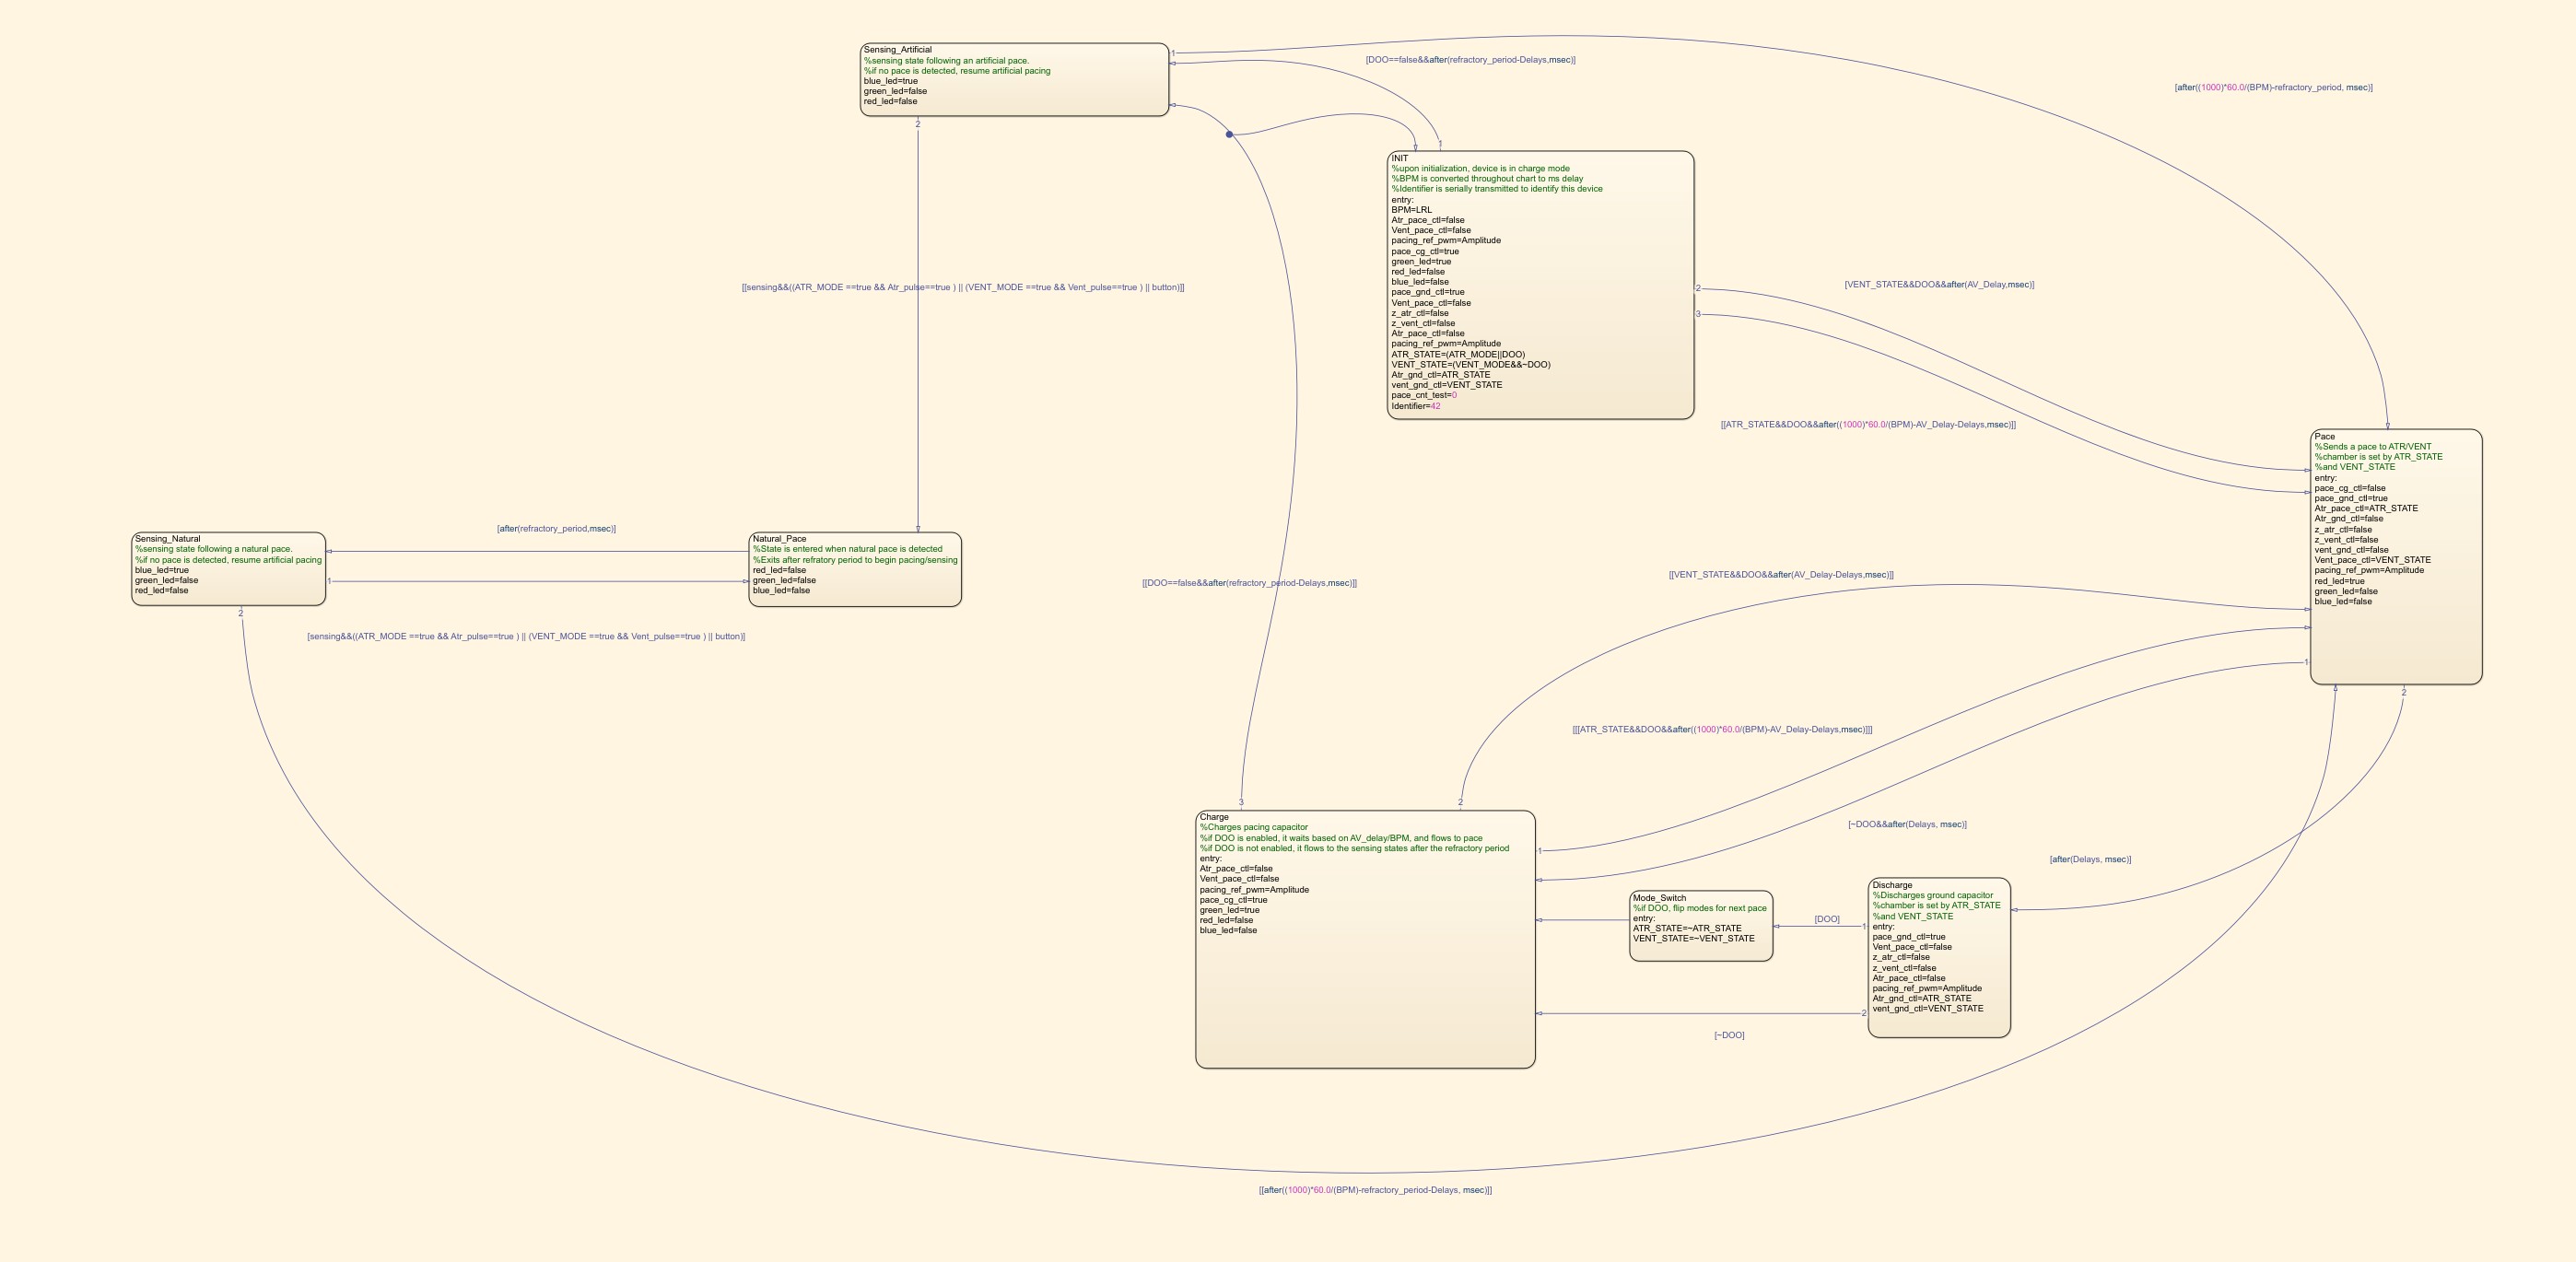 Sensing_Artificial
%sensing state following an artificial pace.
%if no pace is detected, resume artificial pacing
blue_led=true
green_led=false
red_led=false
1
2
[DOO==false&&after(refractory_period-Delays,msec)]
[after((1000)*60.0/(BPM)-refractory_period, msec)]
1
INIT
%upon initialization, device is in charge mode
%BPM is converted throughout chart to ms delay
%Identifier is serially transmitted to identify this device
entry:
BPM=LRL
Atr_pace_ctl=false
Vent_pace_ctl=false
pacing_ref_pwm=Amplitude
pace_cg_ctl=true
green_led=true
red_led=false
blue_led=false
pace_gnd_ctl=true
Vent_pace_ctl=false
z_atr_ctl=false
z_vent_ctl=false
Atr_pace_ctl=false
pacing_ref_pwm=Amplitude
ATR_STATE=(ATR_MODE||DOO)
VENT_STATE=(VENT_MODE&&~DOO)
Atr_gnd_ctl=ATR_STATE
vent_gnd_ctl=VENT_STATE
pace_cnt_test=0
Identifier=42
2
3
[[sensing&&((ATR_MODE ==true && Atr_pulse==true ) || (VENT_MODE ==true && Vent_pulse==true ) || button)]]
[VENT_STATE&&DOO&&after(AV_Delay,msec)]
[[ATR_STATE&&DOO&&after((1000)*60.0/(BPM)-AV_Delay-Delays,msec)]]
Pace
%Sends a pace to ATR/VENT
%chamber is set by ATR_STATE
%and VENT_STATE
entry:
pace_cg_ctl=false
pace_gnd_ctl=true
Atr_pace_ctl=ATR_STATE
Atr_gnd_ctl=false
z_atr_ctl=false
z_vent_ctl=false
vent_gnd_ctl=false
Vent_pace_ctl=VENT_STATE
pacing_ref_pwm=Amplitude
red_led=true
green_led=false
blue_led=false
1
2
Sensing_Natural
%sensing state following a natural pace.
%if no pace is detected, resume artificial pacing
blue_led=true
green_led=false
red_led=false
1
2
[after(refractory_period,msec)]
Natural_Pace
%State is entered when natural pace is detected
%Exits after refratory period to begin pacing/sensing
red_led=false
green_led=false
blue_led=false
[sensing&&((ATR_MODE ==true && Atr_pulse==true ) || (VENT_MODE ==true && Vent_pulse==true ) || button)]
[[DOO==false&&after(refractory_period-Delays,msec)]]
[[VENT_STATE&&DOO&&after(AV_Delay-Delays,msec)]]
[[[ATR_STATE&&DOO&&after((1000)*60.0/(BPM)-AV_Delay-Delays,msec)]]]
3
2
Charge
%Charges pacing capacitor
%if DOO is enabled, it waits based on AV_delay/BPM, and flows to pace
%if DOO is not enabled, it flows to the sensing states after the refractory period
entry:
Atr_pace_ctl=false
Vent_pace_ctl=false
pacing_ref_pwm=Amplitude
pace_cg_ctl=true
green_led=true
red_led=false
blue_led=false
1
[~DOO&&after(Delays, msec)]
[after(Delays, msec)]
Mode_Switch
%if DOO, flip modes for next pace
entry:
ATR_STATE=~ATR_STATE
VENT_STATE=~VENT_STATE
[DOO]
1
2
Discharge
%Discharges ground capacitor
%chamber is set by ATR_STATE
%and VENT_STATE
entry:
pace_gnd_ctl=true
Vent_pace_ctl=false
z_atr_ctl=false
z_vent_ctl=false
Atr_pace_ctl=false
pacing_ref_pwm=Amplitude
Atr_gnd_ctl=ATR_STATE
vent_gnd_ctl=VENT_STATE
[~DOO]
[[after((1000)*60.0/(BPM)-refractory_period-Delays, msec)]]